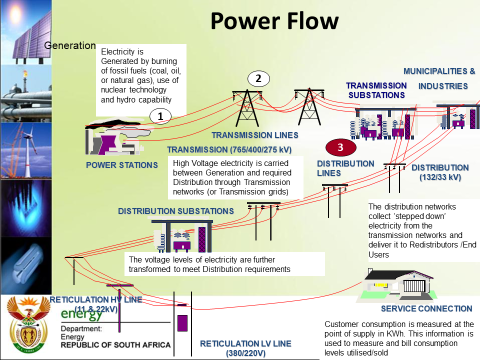 Power Flow
Generation
Electricity is
Generated by burning
of fossil fuels (coal, oil,
or natural gas), use of
nuclear technology
and hydro capability
1
2
MUNICIPALITIES &
INDUSTRIES
TRANSMISSION
SUBSTATIONS
TRANSMISSION LINES
TRANSMISSION (765/400/275 kV)
POWER STATIONS
3
High Voltage electricity is carried
between Generation and required
Distribution through Transmission
networks (or Transmission grids)
DISTRIBUTION
LINES
DISTRIBUTION
(132/33 kV)
DISTRIBUTION SUBSTATIONS
The distribution networks
collect ‘stepped down’
electricity from the
transmission networks and
deliver it to Redistributors /End
Users
The voltage levels of electricity are further
transformed to meet Distribution requirements
RETICULATION HV LINE
(11 & 22kV)
energy
Department:
Energy
REPUBLIC OF SOUTH AFRICA
RETICULATION LV LINE
(380/220V)
SERVICE CONNECTION
Customer consumption is measured at the
joint of supply in KWh. This information is
used to measure and bill consumption
levels utilised/sold